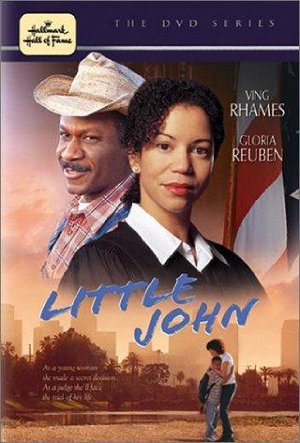 Hallmark
Hall of Fame
THE DVD SERIES
VING
RHAMES
GLORIA
REUBEN
LITTLE
JOHN
As a young woman
she made a secret decision.
As a judge she'll face
the trial of her life.